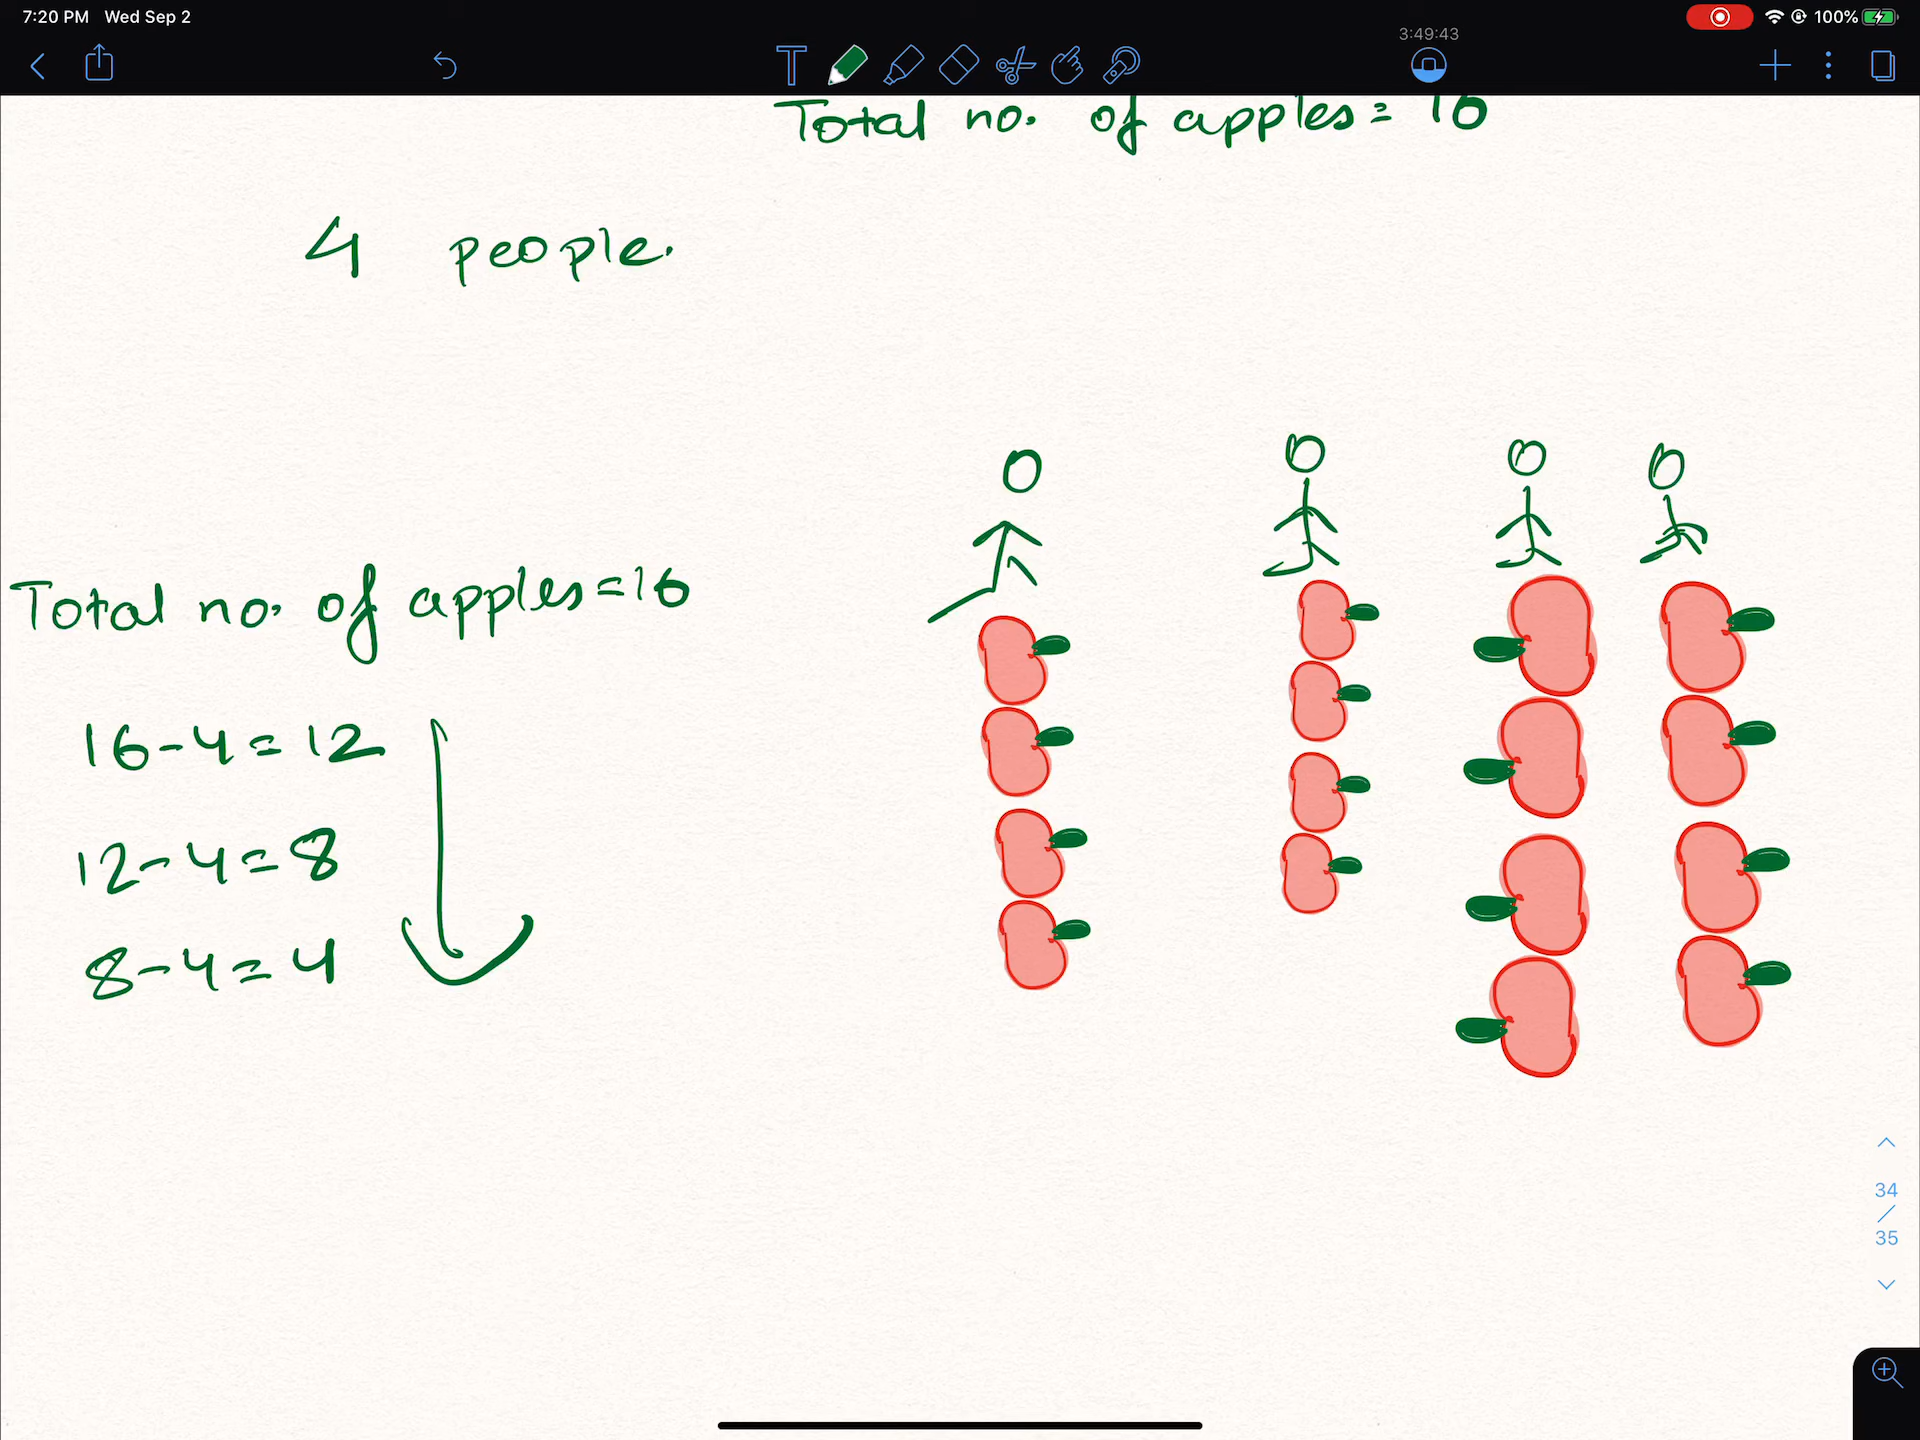 7:20 PM Wed Sep 2
100%
3:49:43
Total no. of apples = 16
4 people.
Total no. of apples = 16
16 - 4 = 12
12 - 4 = 8
8 - 4 = 4
34
/
35